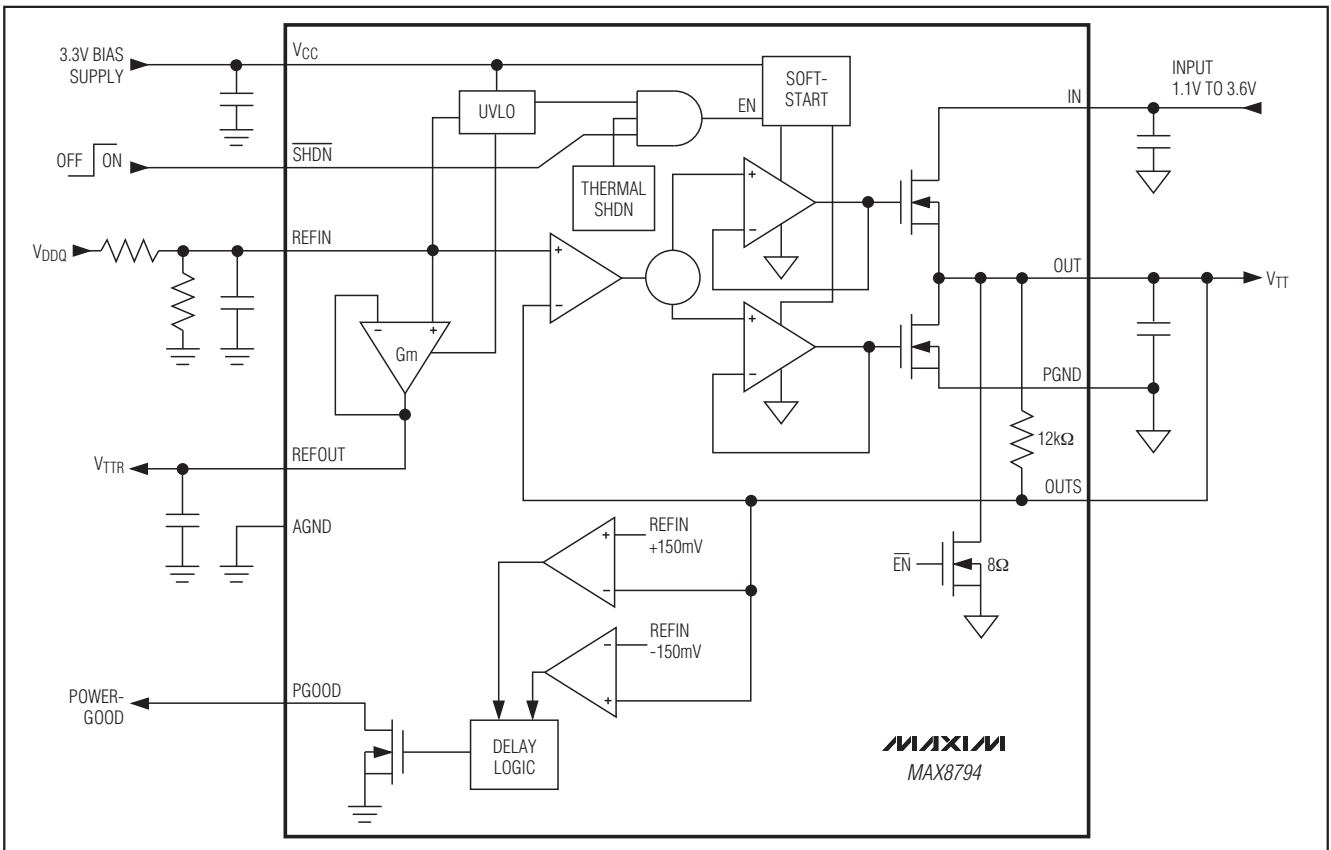 3.3V BIAS
SUPPLY
VCC
SOFT-
START
INPUT
1.1V TO 3.6V
IN
UVLO
EN
OFF
ON
SHDN
THERMAL
SHDN
VDDQ
REFIN
+
-
+
-
OUT
VTT
-
+
Gm
+
-
PGND
12kΩ
VTTR
REFOUT
OUTS
AGND
REFIN
+150mV
+
-
EN
8Ω
REFIN
-150mV
-
+
POWER-
GOOD
PGOOD
DELAY
LOGIC
MAXIM
MAX8794